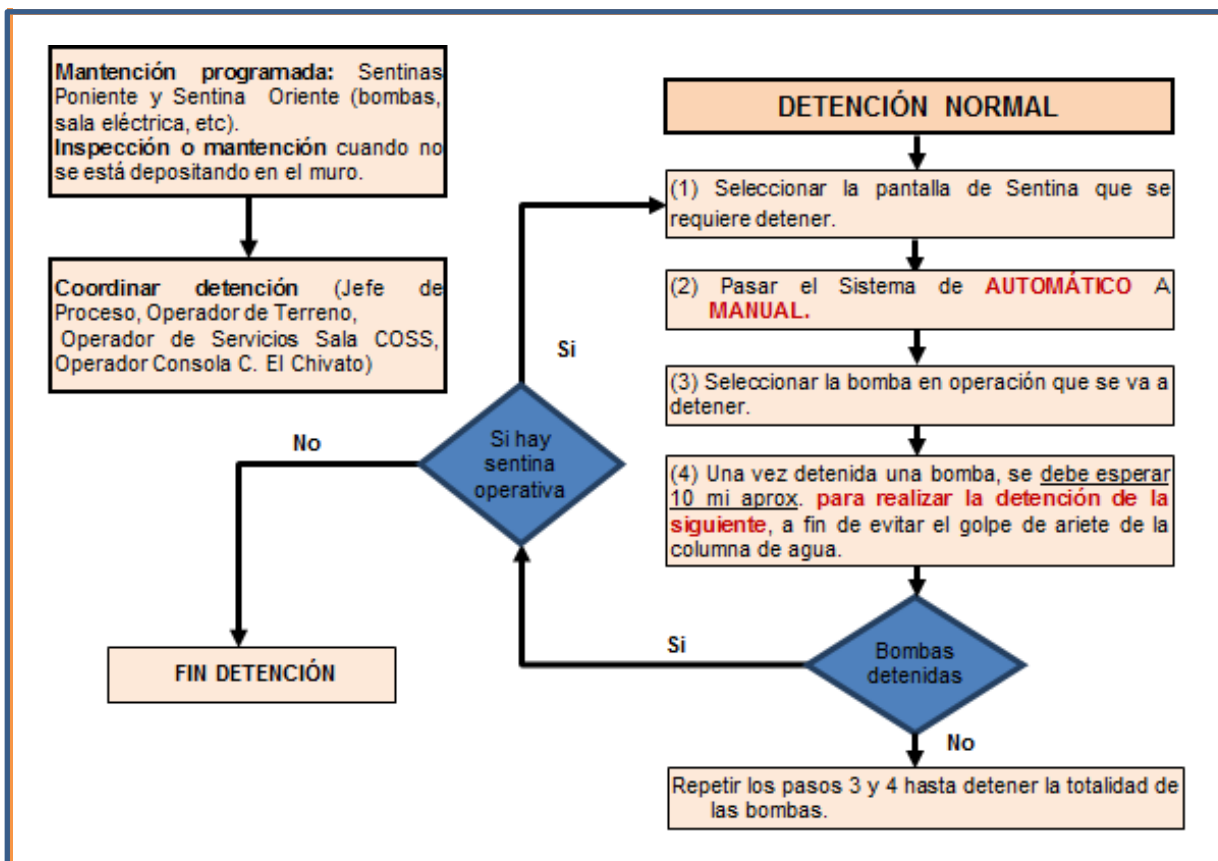 Mantención programada: Sentinas
Poniente y Sentina Oriente (bombas,
sala eléctrica, etc).
Inspección o mantención cuando no
se está depositando en el muro.
Coordinar detención (Jefe de
Proceso, Operador de Terreno,
Operador de Servicios Sala COSS,
Operador Consola C. El Chivato)
DETENCIÓN NORMAL
(1) Seleccionar la pantalla de Sentina que se
requiere detener.
(2) Pasar el Sistema de AUTOMÁTICO A
MANUAL.
(3) Seleccionar la bomba en operación que se va a
detener.
(4) Una vez detenida una bomba, se debe esperar
10 mi aprox. para realizar la detención de la
siguiente, a fin de evitar el golpe de ariete de la
columna de agua.
Bombas
detenidas
No
Repetir los pasos 3 y 4 hasta detener la totalidad de
las bombas.
Si
Si hay
sentina
operativa
Si
No
FIN DETENCIÓN